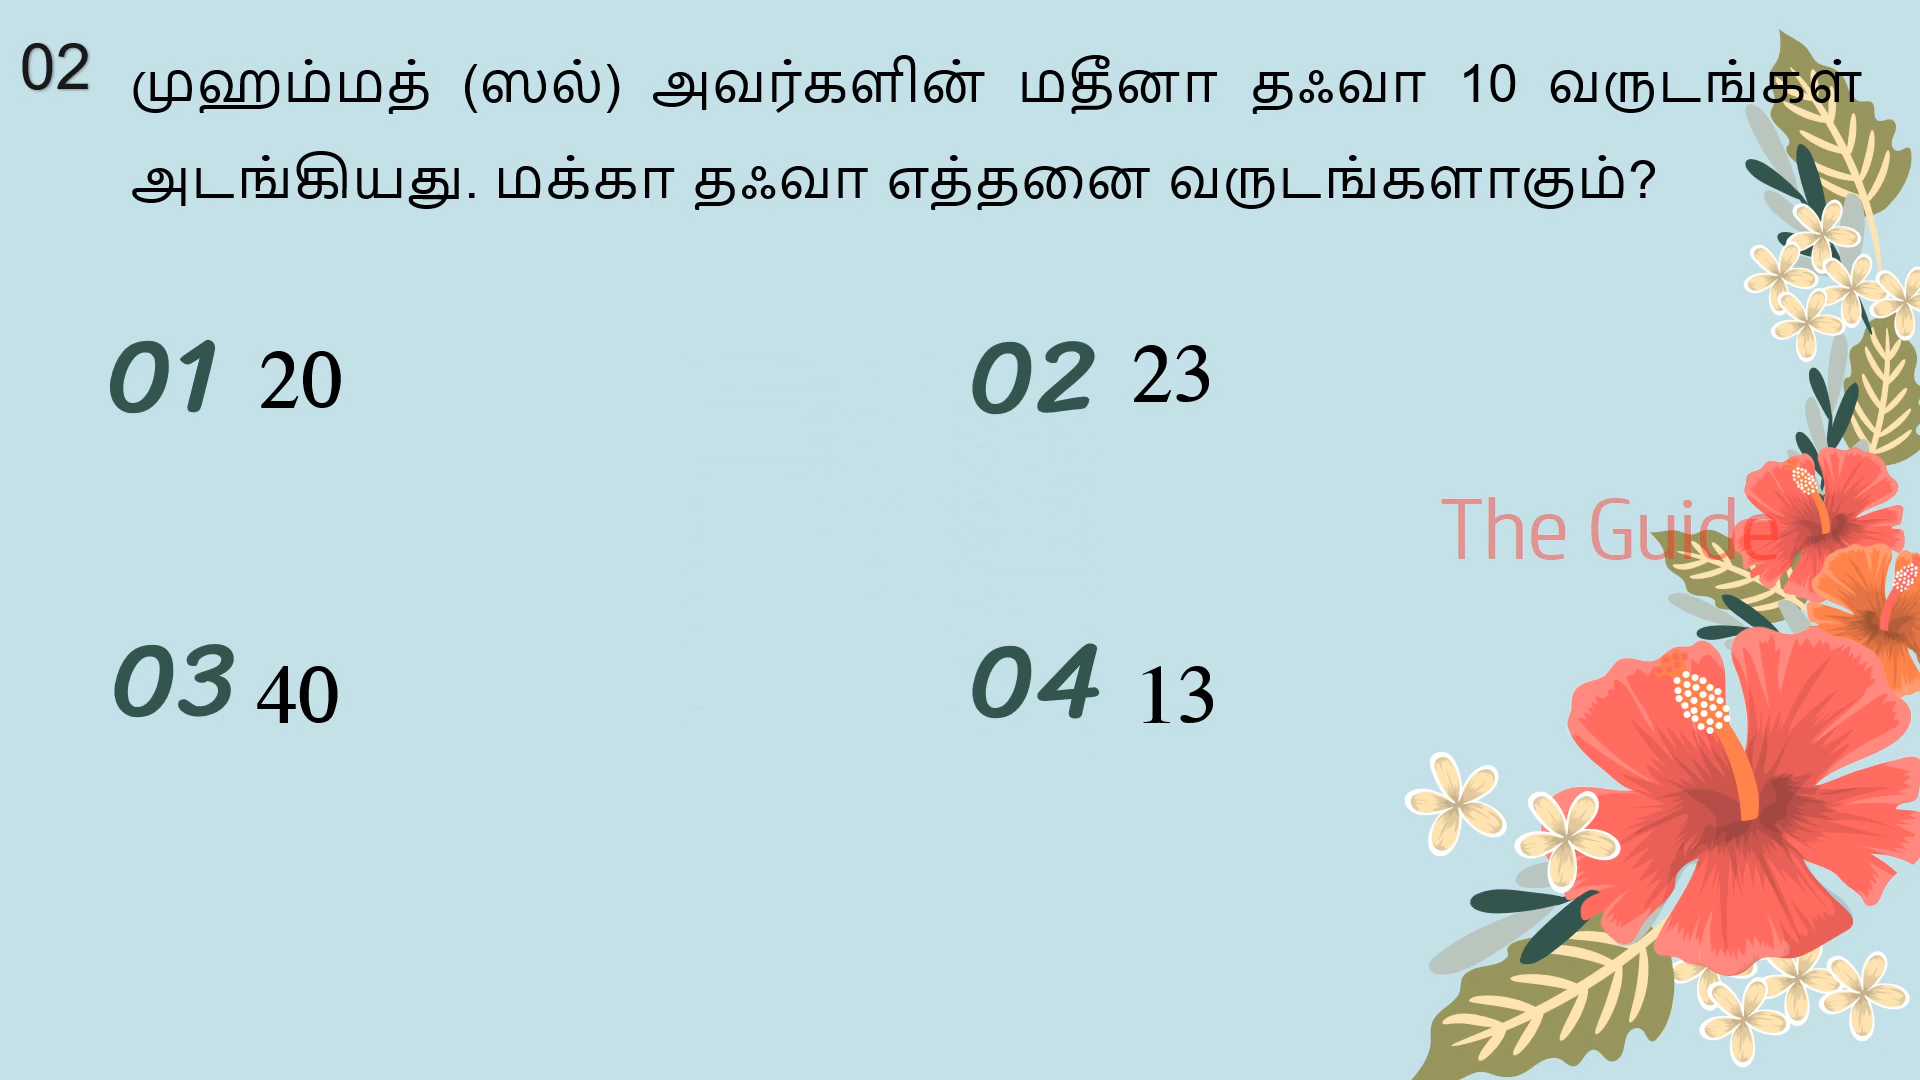 02 முஹம்மத் (ஸல்) அவர்களின் மதீனா தஃவா 10 வருடங்கள்
அடங்கியது. மக்கா தஃவா எத்தனை வருடங்களாகும்?
01 20
02 23
The Guide
03 40
04 13